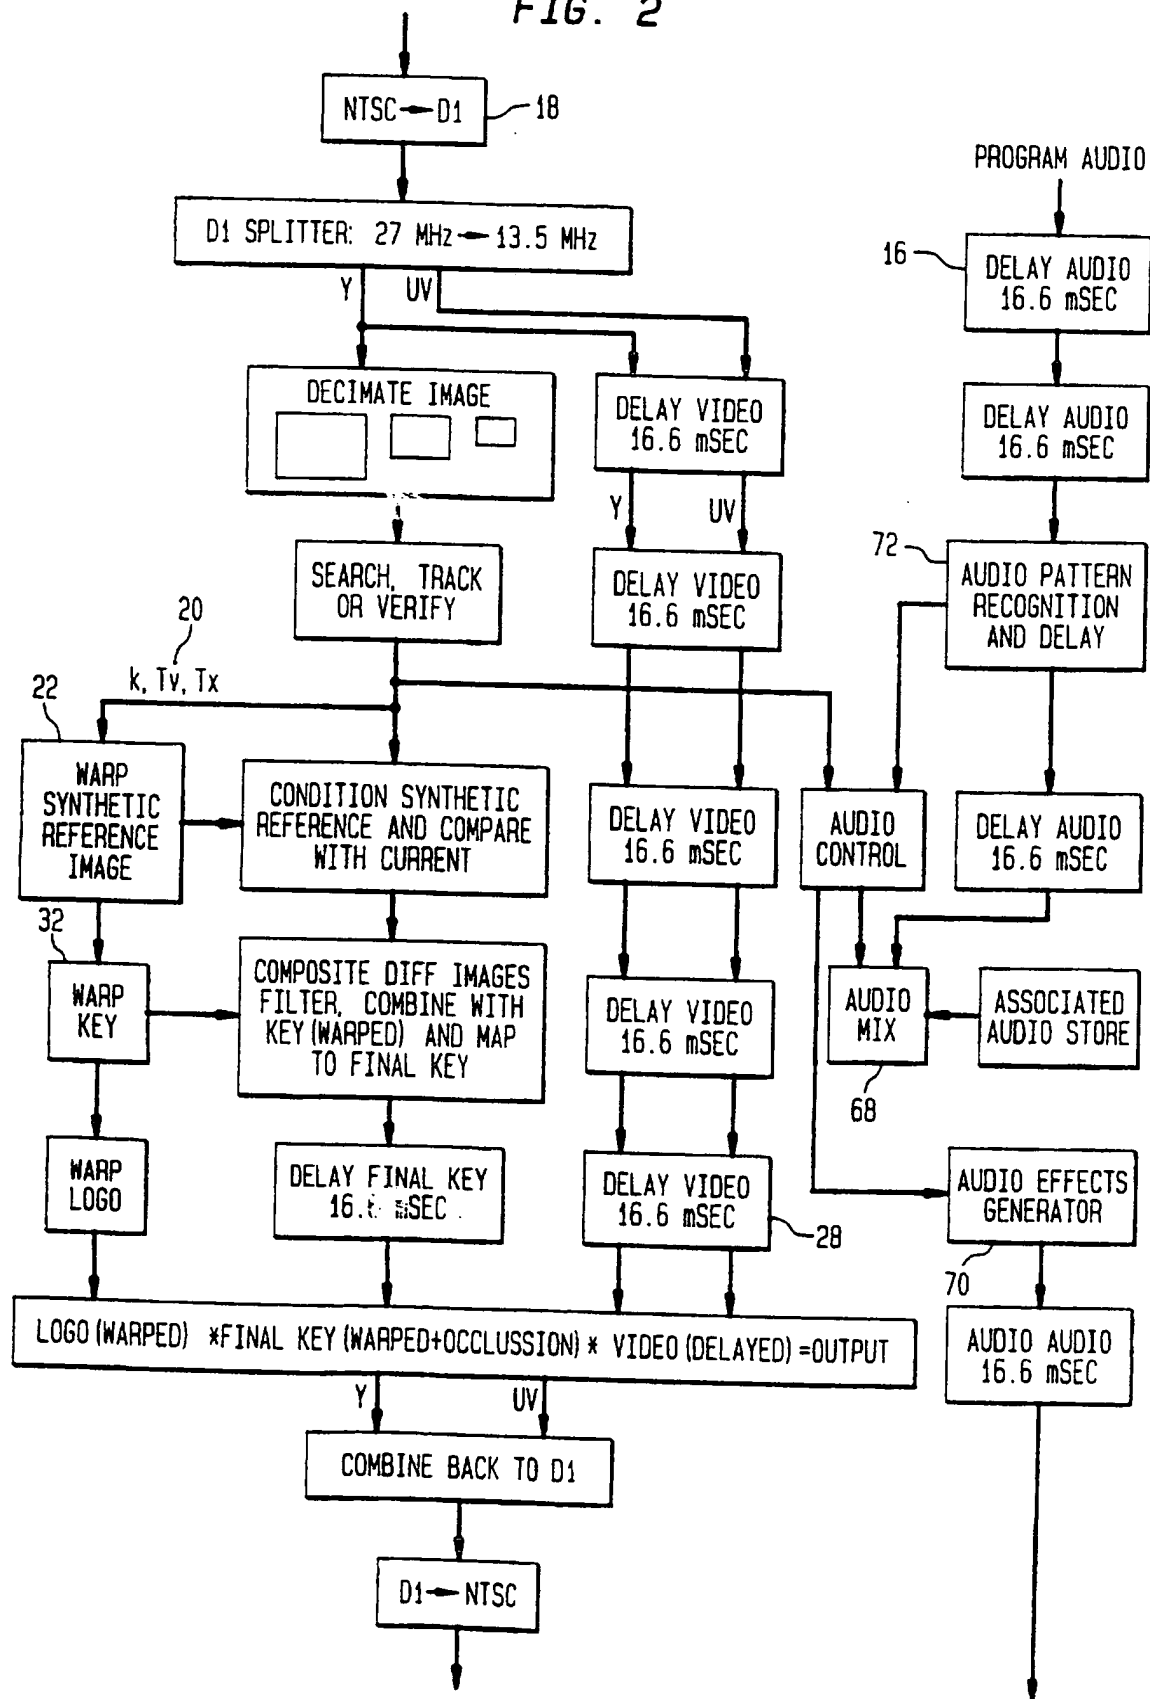 FIG. 2
NTSC→D1
18
D1 SPLITTER: 27 MHz→13.5 MHz
Y
UV
DECIMATE IMAGE
DELAY VIDEO
16.6 mSEC
Y
UV
SEARCH, TRACK
OR VERIFY
DELAY VIDEO
16.6 mSEC
20
k, Tv, Tx
22
WARP
SYNTHETIC
REFERENCE
IMAGE
CONDITION SYNTHETIC
REFERENCE AND COMPARE
WITH CURRENT
DELAY VIDEO
16.6 mSEC
32
WARP
KEY
COMPOSITE DIFF IMAGES
FILTER, COMBINE WITH
KEY (WARPED) AND MAP
TO FINAL KEY
DELAY VIDEO
16.6 mSEC
WARP
LOGO
DELAY FINAL KEY
16.6 mSEC
DELAY VIDEO
16.6 mSEC
28
PROGRAM AUDIO
16
DELAY AUDIO
16.6 mSEC
DELAY AUDIO
16.6 mSEC
72
AUDIO PATTERN
RECOGNITION
AND DELAY
AUDIO
CONTROL
DELAY AUDIO
16.6 mSEC
AUDIO
MIX
68
ASSOCIATED
AUDIO STORE
AUDIO EFFECTS
GENERATOR
70
AUDIO AUDIO
16.6 mSEC
LOGO (WARPED) *FINAL KEY (WARPED+OCCLUSSION) * VIDEO (DELAYED) =OUTPUT
Y
UV
COMBINE BACK TO D1
D1→NTSC